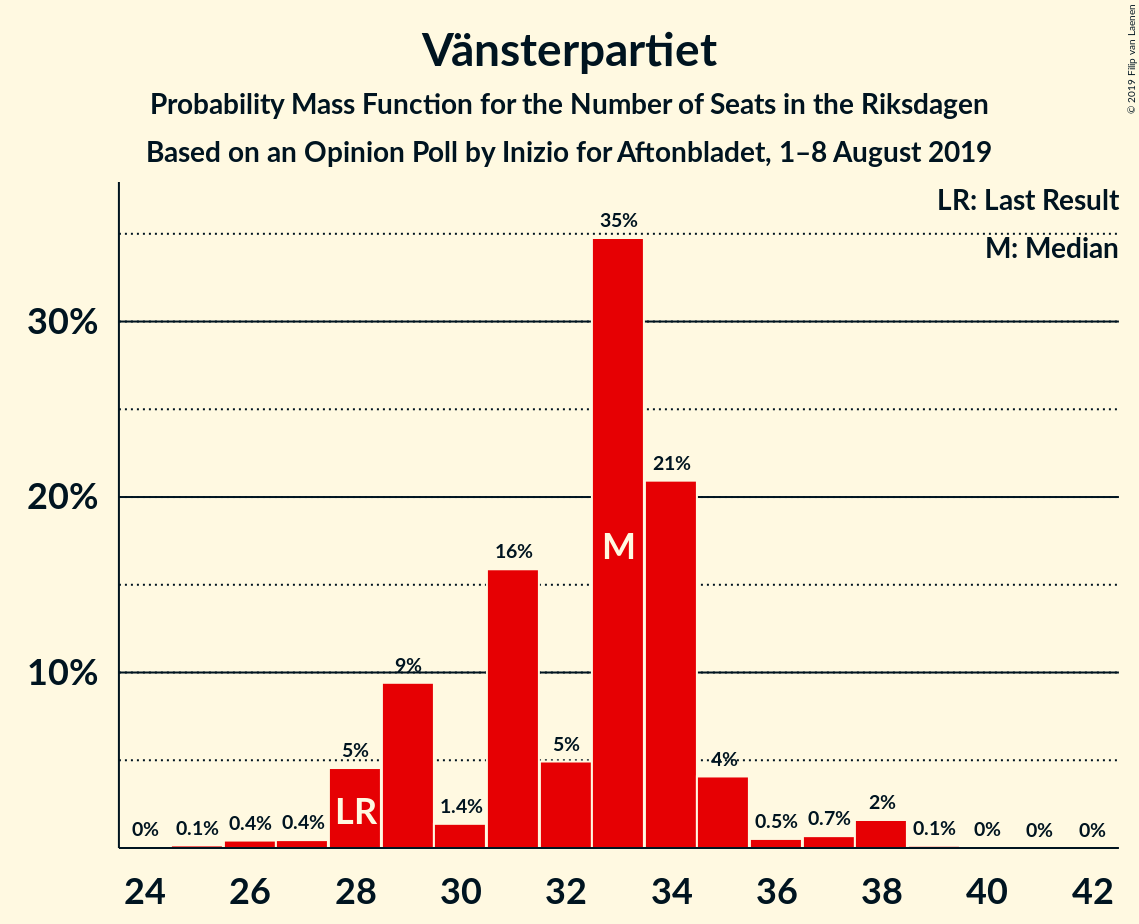 Vänsterpartiet
Probability Mass Function for the Number of Seats in the Riksdagen
Based on an Opinion Poll by Inizio for Aftonbladet, 1–8 August 2019
© 2019 Filip van Laenen
LR: Last Result
M: Median
30%
20%
10%
0%
0.1%
0.4%
0.4%
5%
9%
1.4%
16%
5%
35%
21%
4%
0.5%
0.7%
2%
0.1%
0%
0%
0%
LR
M
24 26 28 30 32 34 36 38 40 42